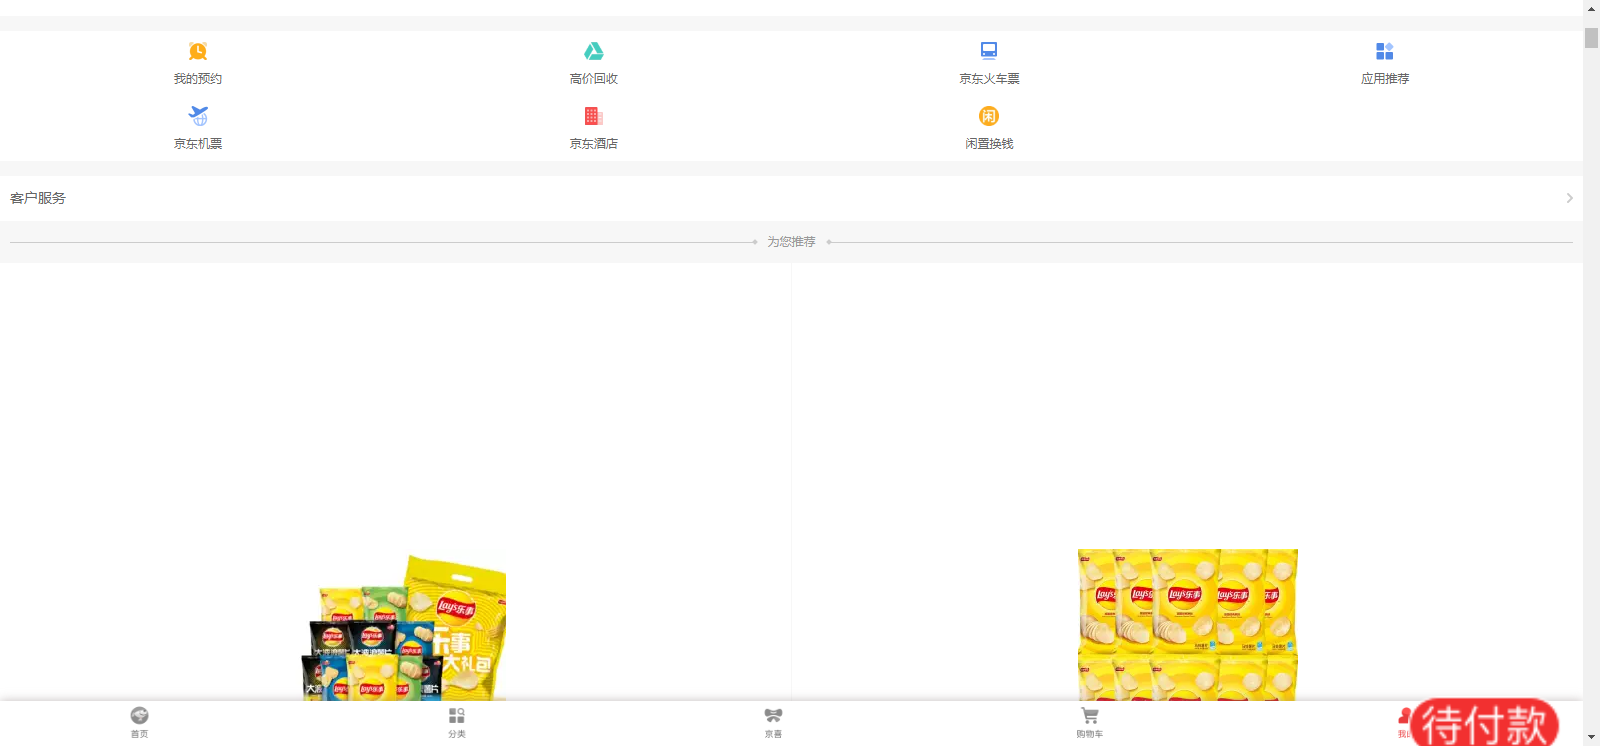 我的预约
高价回收
京东火车票
应用推荐
京东机票
京东酒店
闲置换钱
闲
客户服务
为您推荐
Lay's乐事
大礼包
Lay's乐事
首页
分类
京喜
购物车
待付款